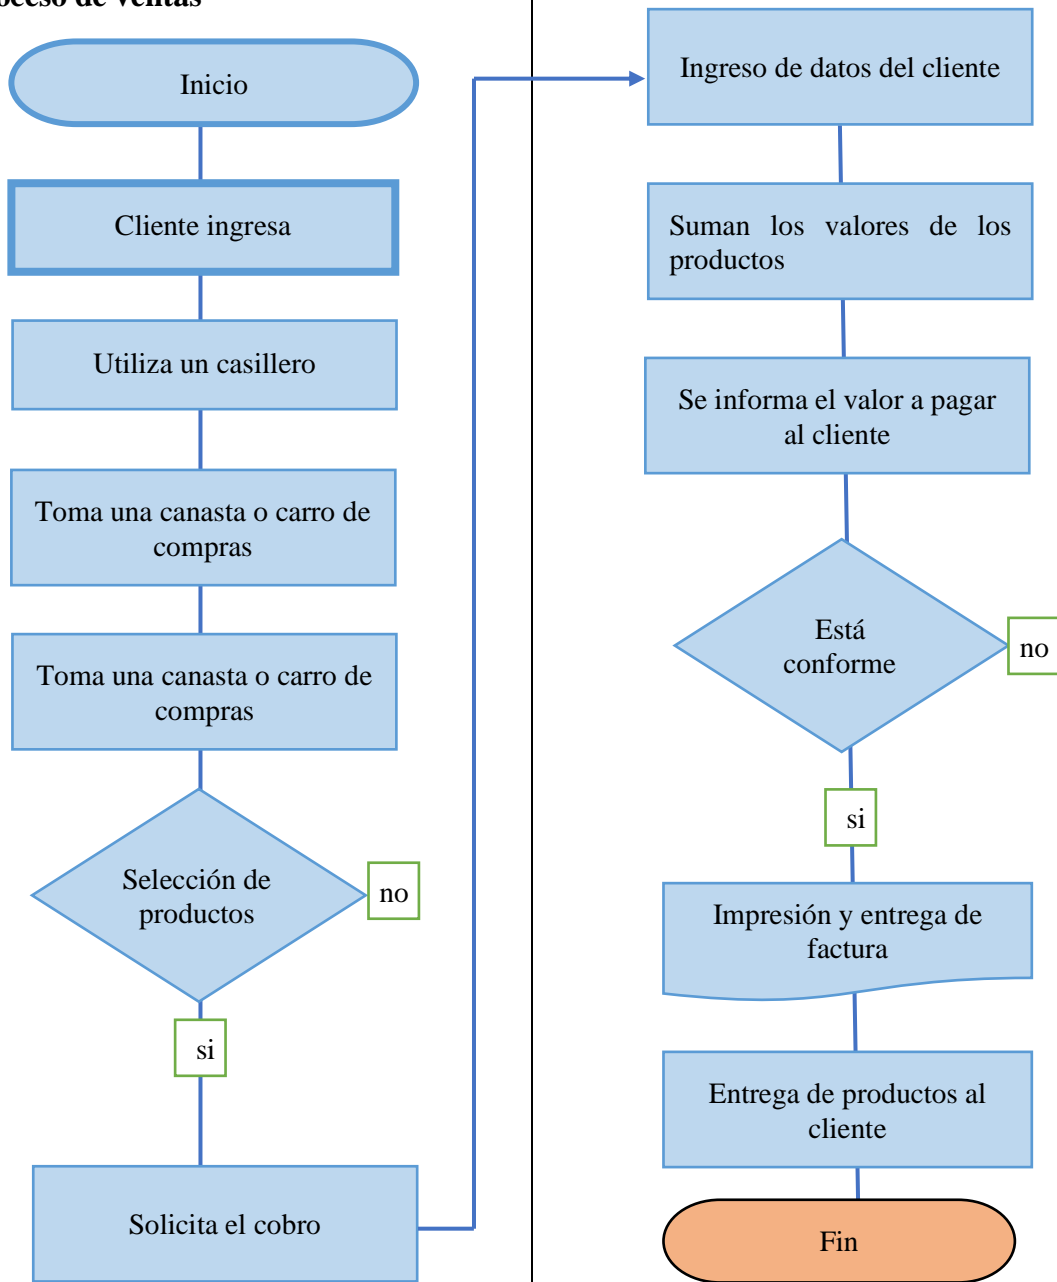 de ventas
Inicio
Cliente ingresa
Utiliza un casillero
Toma una canasta o carro de
compras
Toma una canasta o carro de
compras
Selección de
productos
no
si
Solicita el cobro
Ingreso de datos del cliente
Suman los valores de los
productos
Se informa el valor a pagar
al cliente
Está
conforme
no
si
Impresión y entrega de
factura
Entrega de productos al
cliente
Fin